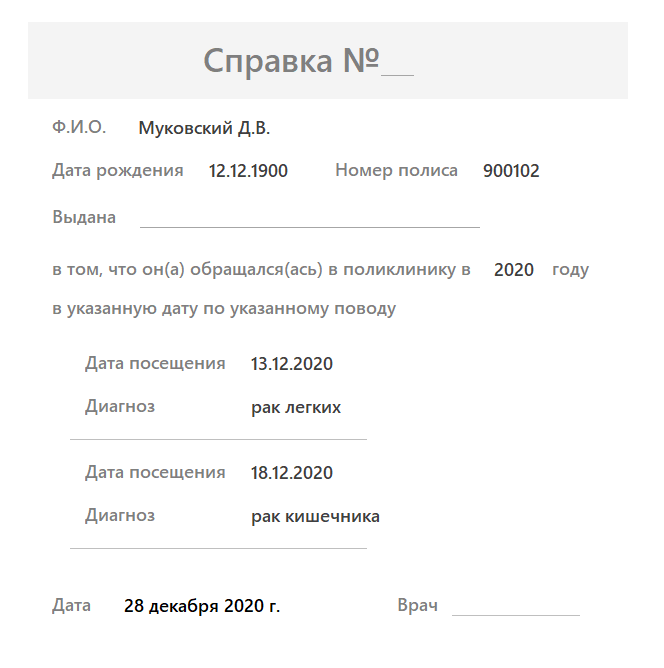 Справка №__
Ф.И.О. Муковский Д.В.
Дата рождения 12.12.1900 Номер полиса 900102
Выдана
в том, что он(а) обращался(ась) в поликлинику в 2020 году
в указанную дату по указанному поводу
Дата посещения 13.12.2020
Диагноз рак легких
Дата посещения 18.12.2020
Диагноз рак кишечника
Дата 28 декабря 2020 г. Врач